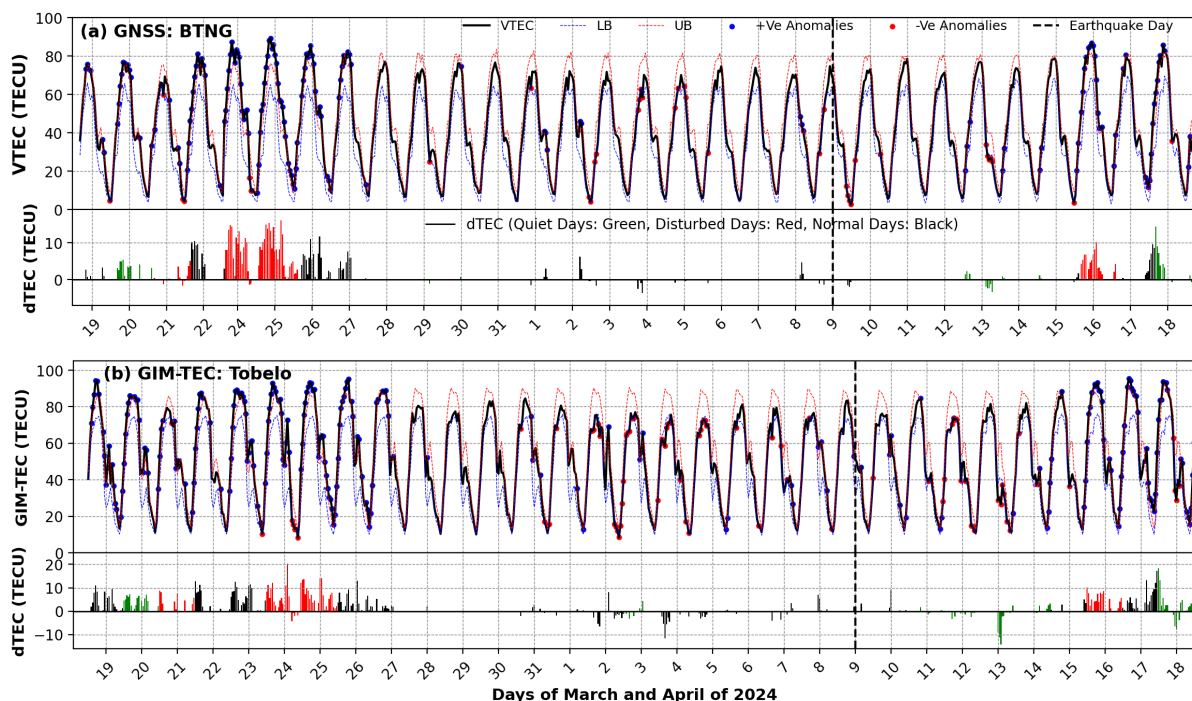 (a) GNSS: BTNG
VTEC LB UB +Ve Anomalies -Ve Anomalies Earthquake Day
VTEC (TECU)
100
80
60
40
20
0
dTEC (Quiet Days: Green, Disturbed Days: Red, Normal Days: Black)
dTEC (TECU)
10
0
19 20 21 22 24 25 26 27 28 29 30 31 1 2 3 4 5 6 7 8 9 10 11 12 13 14 15 16 17 18
(b) GIM-TEC: Tobelo
GIM-TEC (TECU)
100
80
60
40
20
0
dTEC (TECU)
20
10
0
−10
19 20 21 22 23 24 25 26 27 28 29 30 31 1 2 3 4 5 6 7 8 9 10 11 12 13 14 15 16 17 18
Days of March and April of 2024